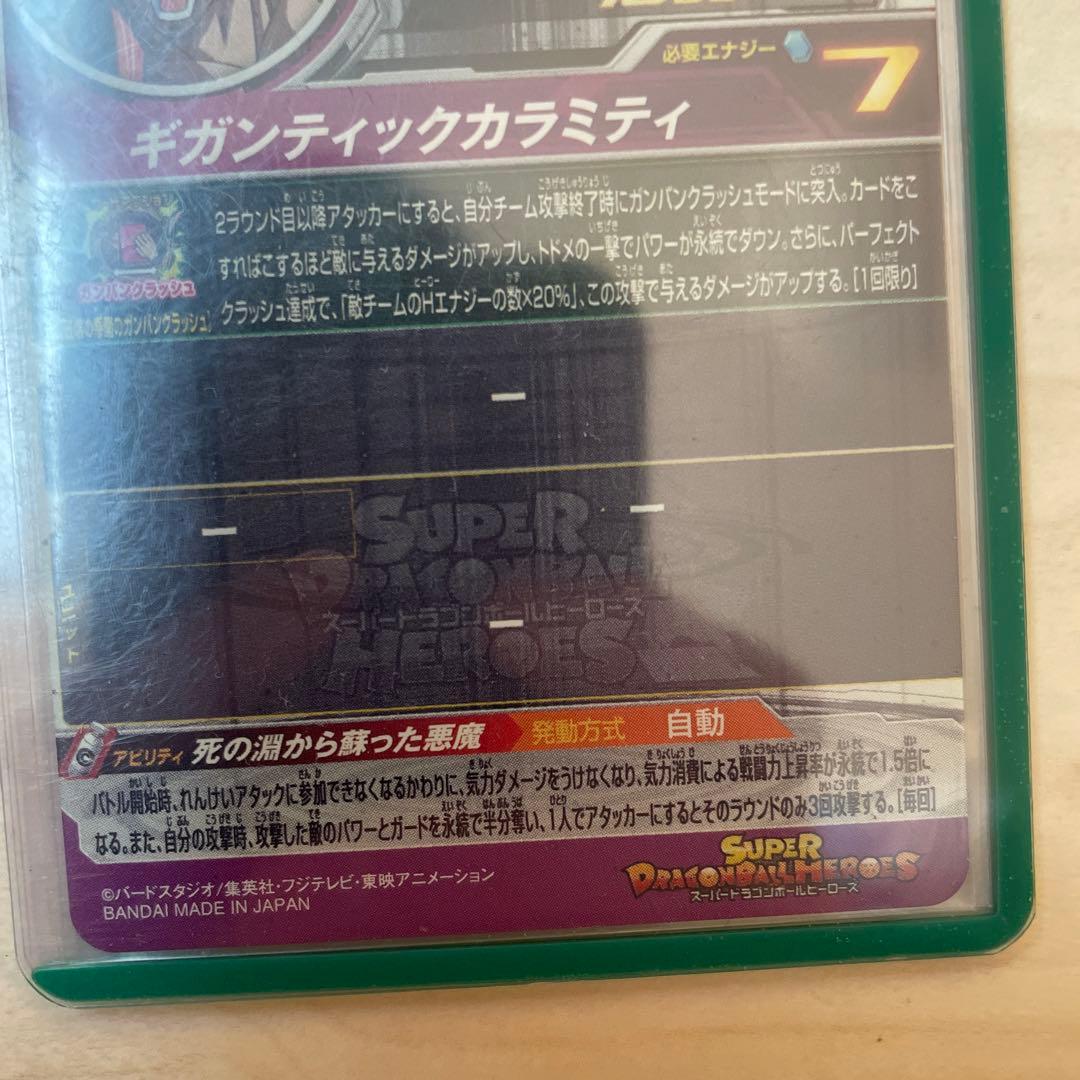 必要エナジー 7
ギガンティックカラミティ
ガンバンクラッシュ
2ラウンド目以降アタッカーにすると、自分チーム攻撃終了時にガンバンクラッシュモードに突入。カードをこ
すればこするほど敵に与えるダメージがアップし、トドメの一撃でパワーが永続でダウン。さらに、パーフェクト
クラッシュ達成で、「敵チームのHエナジーの数×20%」、この攻撃で与えるダメージがアップする。[1回限り]
ー
ー ー
ー
ユニット
SUPER
DRAGONBALL
スーパードラゴンボールヒーローズ
HEROES
アビリティ 死の淵から蘇った悪魔 発動方式 自動
バトル開始時、れんけいアタックに参加できなくなるかわりに、気力ダメージをうけなくなり、気力消費による戦闘力上昇率が永続で1.5倍に
なる。また、自分の攻撃時、攻撃した敵のパワーとガードを永続で半分奪い、1人でアタッカーにするとそのラウンドのみ3回攻撃する。[毎回]
©バードスタジオ/集英社・フジテレビ・東映アニメーション
BANDAI MADE IN JAPAN
SUPER
DRAGONBALL HEROES
スーパードラゴンボールヒーローズ